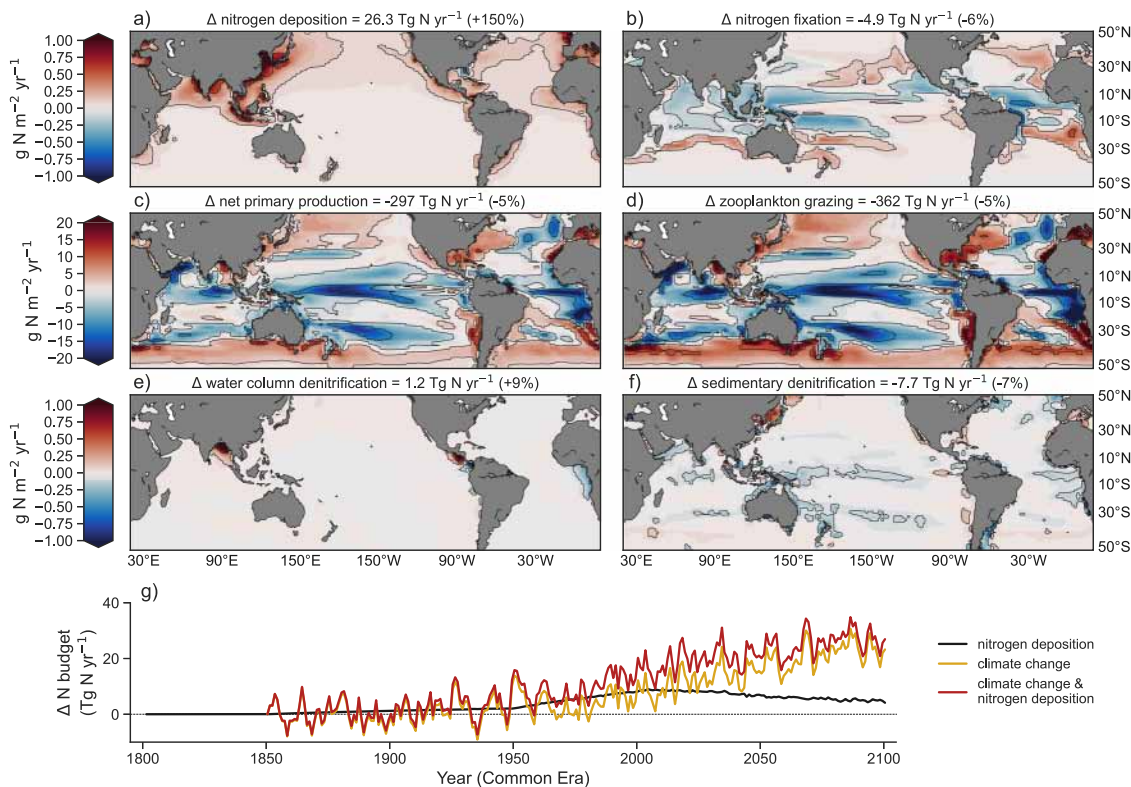 a) Δ nitrogen deposition = 26.3 Tg N yr⁻¹ (+150%)
b) Δ nitrogen fixation = -4.9 Tg N yr⁻¹ (-6%)
1.00
0.75
0.50
0.25
0.00
−0.25
−0.50
−0.75
−1.00
g N m⁻² yr⁻¹
50°N
30°N
10°N
10°S
30°S
50°S
c) Δ net primary production = -297 Tg N yr⁻¹ (-5%)
d) Δ zooplankton grazing = -362 Tg N yr⁻¹ (-5%)
20
15
10
5
0
−5
−10
−15
−20
g N m⁻² yr⁻¹
50°N
30°N
10°N
10°S
30°S
50°S
e) Δ water column denitrification = 1.2 Tg N yr⁻¹ (+9%)
f) Δ sedimentary denitrification = -7.7 Tg N yr⁻¹ (-7%)
1.00
0.75
0.50
0.25
0.00
−0.25
−0.50
−0.75
−1.00
g N m⁻² yr⁻¹
50°N
30°N
10°N
10°S
30°S
50°S
30°E 90°E 150°E 150°W 90°W 30°W
30°E 90°E 150°E 150°W 90°W 30°W
g)
Δ N budget
(Tg N yr⁻¹)
40
20
0
1800 1850 1900 1950 2000 2050 2100
Year (Common Era)
nitrogen deposition
climate change
climate change &
nitrogen deposition